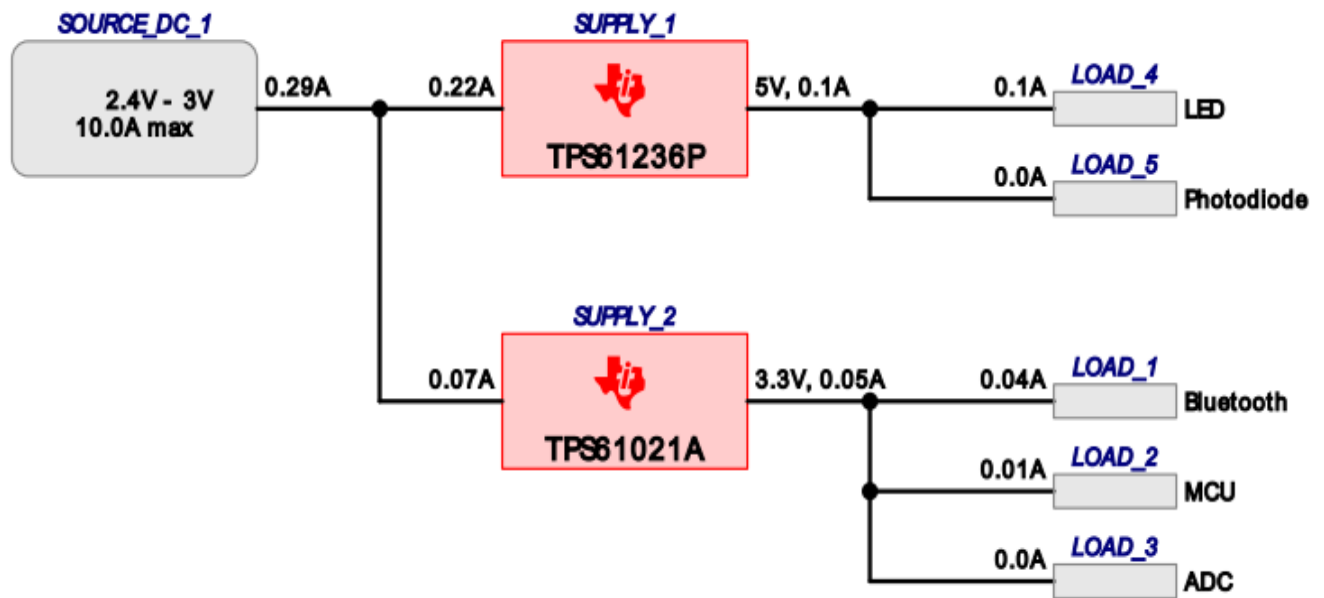 SOURCE_DC_1
2.4V - 3V
10.0A max
0.29A
0.22A
SUPPLY_1
TPS61236P
5V, 0.1A
0.1A
LOAD_4
LED
0.0A
LOAD_5
Photodiode
0.07A
SUPPLY_2
TPS61021A
3.3V, 0.05A
0.04A
LOAD_1
Bluetooth
0.01A
LOAD_2
MCU
0.0A
LOAD_3
ADC